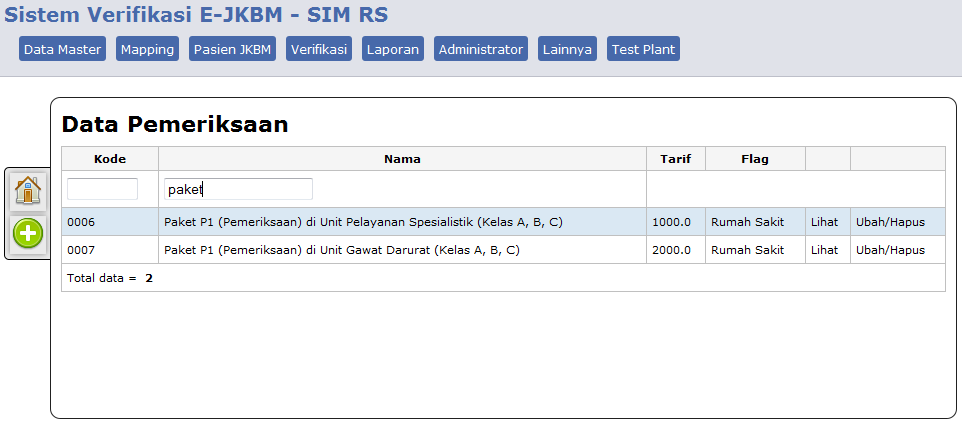 Sistem Verifikasi E-JKBM - SIM RS
Data Master Mapping Pasien JKBM Verifikasi Laporan Administrator Lainnya Test Plant
Data Pemeriksaan
Kode Nama Tarif Flag
paket
0006 Paket P1 (Pemeriksaan) di Unit Pelayanan Spesialistik (Kelas A, B, C) 1000.0 Rumah Sakit Lihat Ubah/Hapus
0007 Paket P1 (Pemeriksaan) di Unit Gawat Darurat (Kelas A, B, C) 2000.0 Rumah Sakit Lihat Ubah/Hapus
Total data = 2